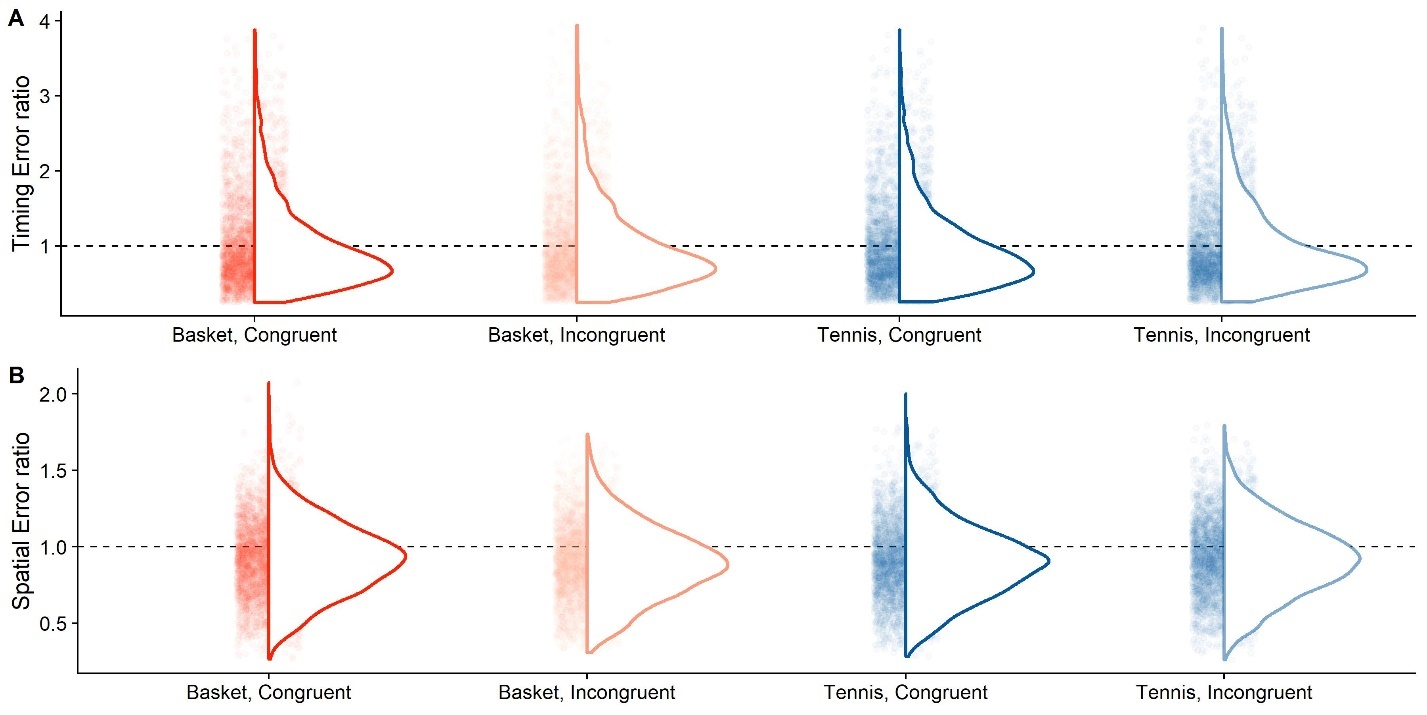 A
Timing Error ratio
4
3
2
1
Basket, Congruent
Basket, Incongruent
Tennis, Congruent
Tennis, Incongruent
B
Spatial Error ratio
2.0
1.5
1.0
0.5
Basket, Congruent
Basket, Incongruent
Tennis, Congruent
Tennis, Incongruent